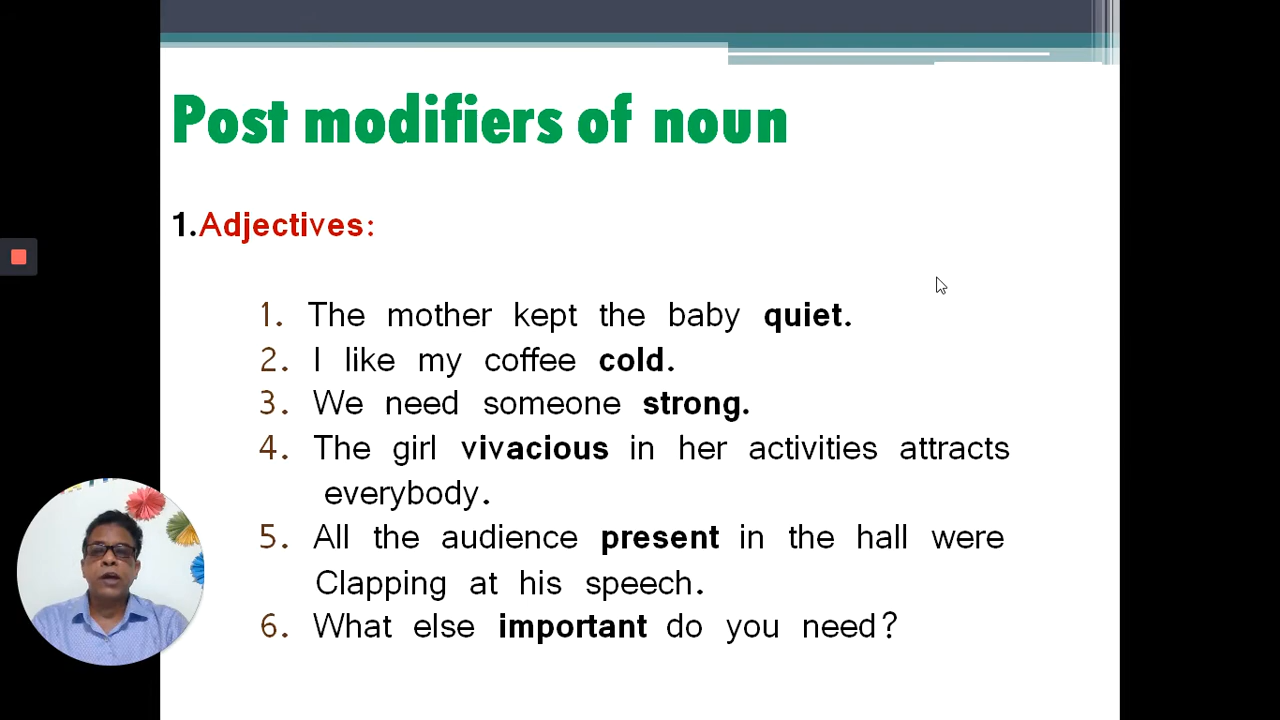 Post modifiers of noun
1.Adjectives:
1. The mother kept the baby quiet.
2. I like my coffee cold.
3. We need someone strong.
4. The girl vivacious in her activities attracts
everybody.
5. All the audience present in the hall were
Clapping at his speech.
6. What else important do you need?